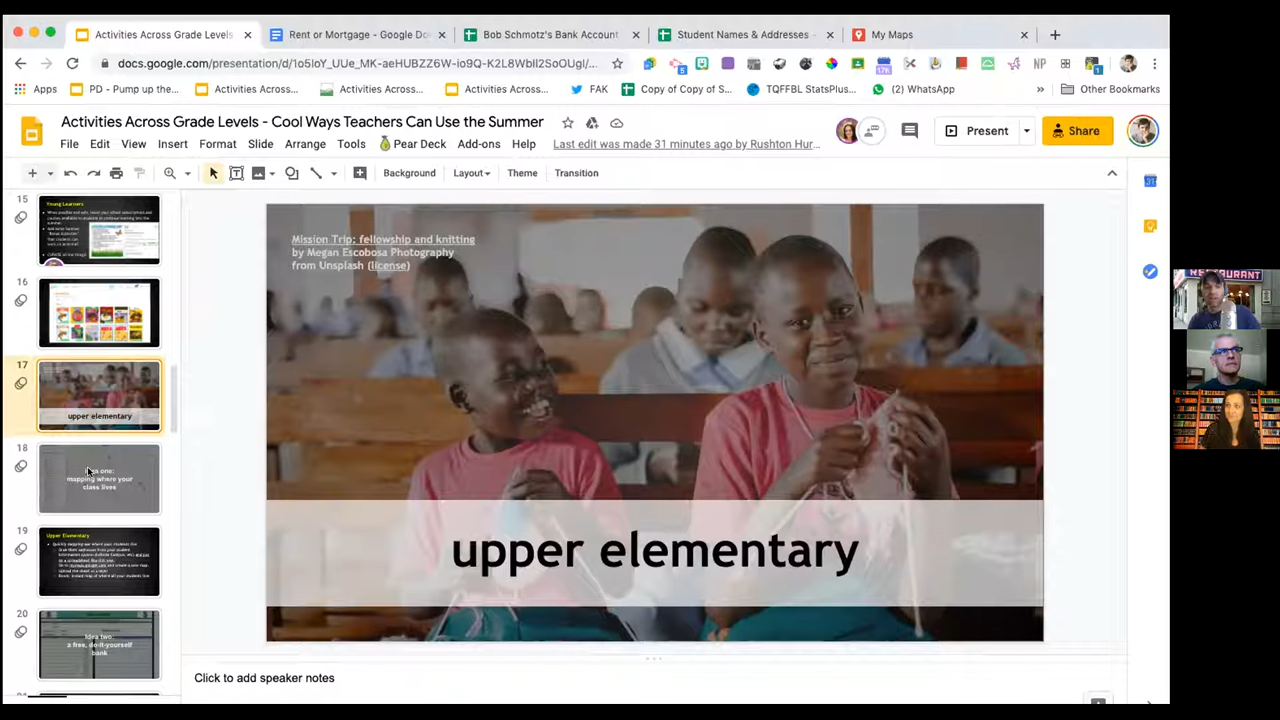 Activities Across Grade Levels
Rent or Mortgage - Google Do
Bob Schmotz's Bank Account
Student Names & Addresses -
My Maps
docs.google.com/presentation/d/
Apps
PD - Pump up the...
Activities Across...
Activities Across...
Activities Across...
FAK
Copy of Copy of S...
TQFFBL StatsPlus...
(2) WhatsApp
Other Bookmarks
Activities Across Grade Levels - Cool Ways Teachers Can Use the Summer
Present
Share
File
Edit
View
Insert
Format
Slide
Arrange
Tools
Pear Deck
Add-ons
Help
Last edit was made 31 minutes ago by Rushton Hur...
Background
Layout
Theme
Transition
15
Young Learners
16
17
upper elementary
18
mapping where your
class lives
19
Upper Elementary
20
Idea two:
a free, do-it-yourself
bank
Mission Trip: fellowship and knitting
by Megan Escobosa Photography
from Unsplash (license)
upper elementary
Click to add speaker notes
RESTAURANT